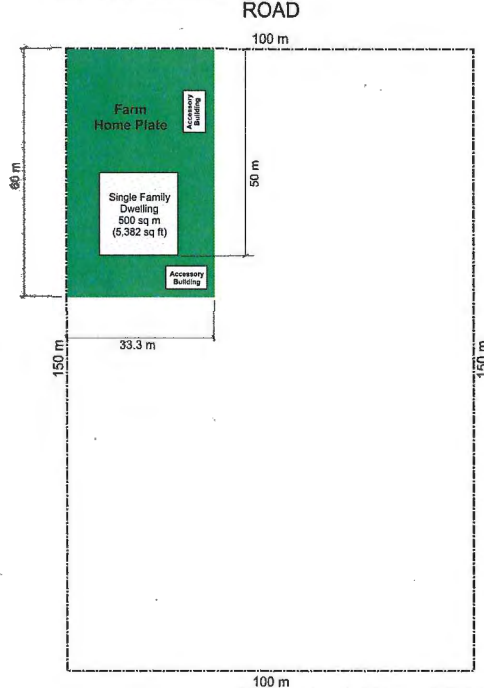 ROAD
100 m
Farm
Home Plate
Accessory
Building
60 m
50 m
Single Family
Dwelling
500 sq m
(5,382 sq ft)
Accessory
Building
33.3 m
150 m
150 m
100 m